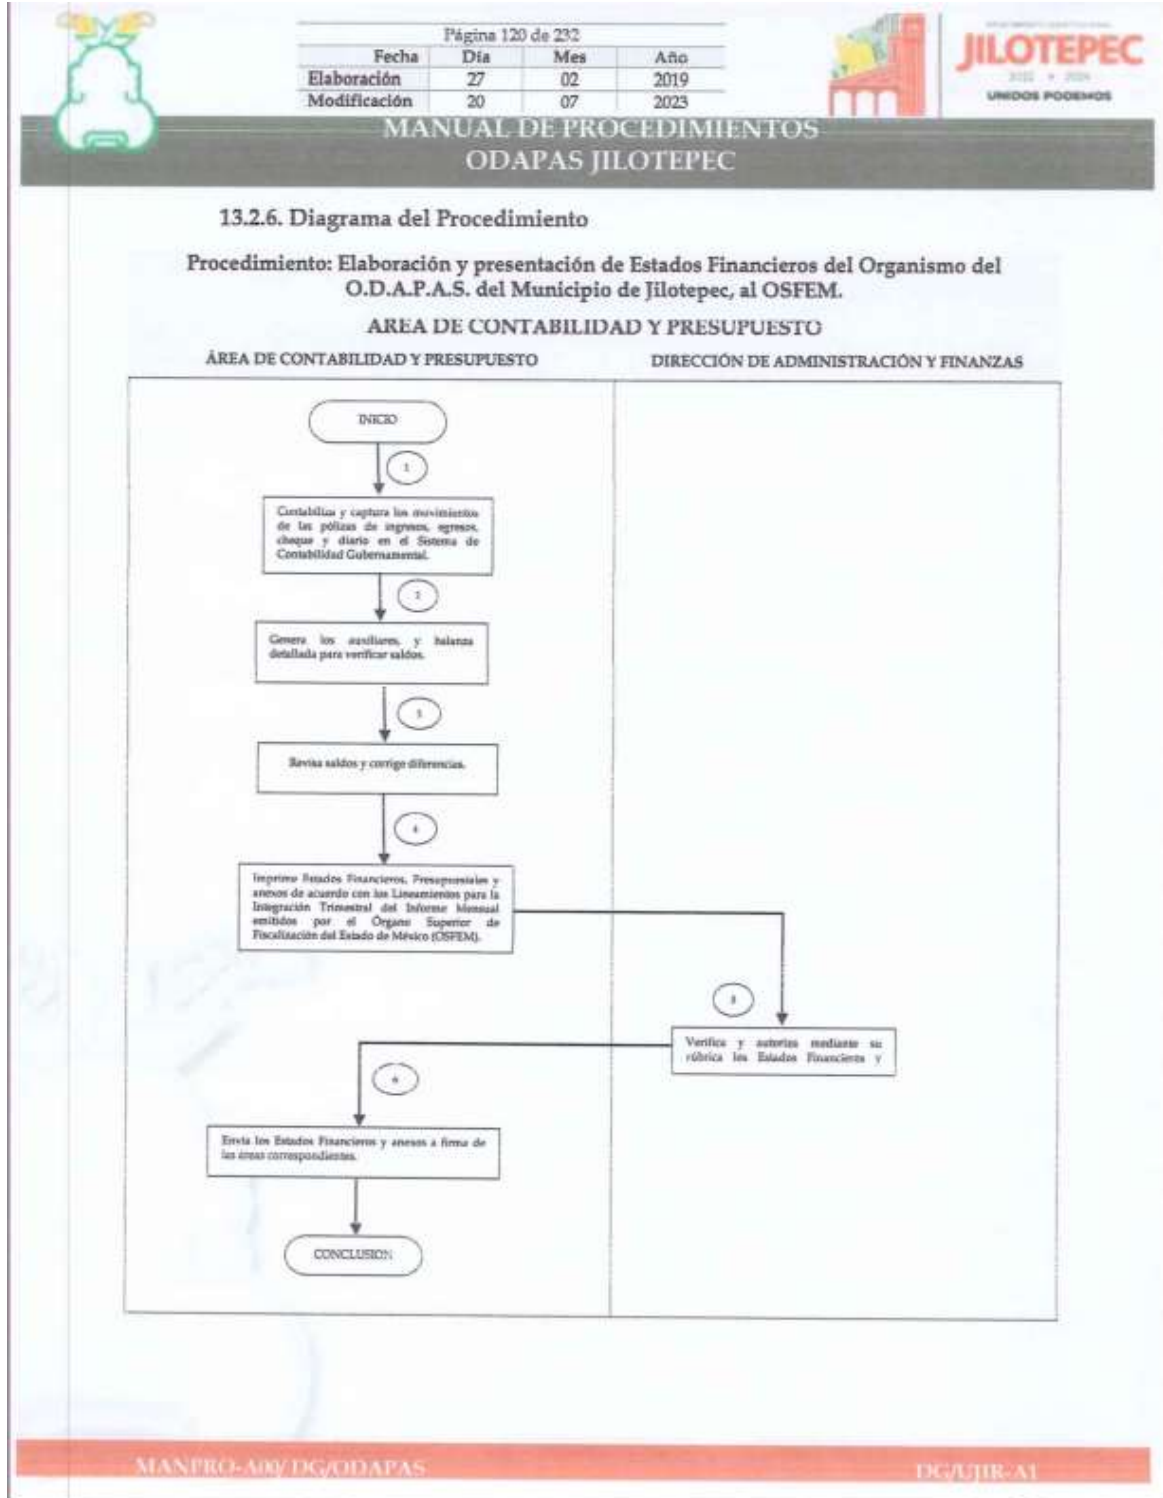 Página 120 de 232
Fecha Día Mes Año
Elaboración 27 02 2019
Modificación 20 07 2023
JILOTEPEC
2022 2024
UNIDOS PODEMOS
MANUAL DE PROCEDIMIENTOS
ODAPAS JILOTEPEC
13.2.6. Diagrama del Procedimiento
Procedimiento: Elaboración y presentación de Estados Financieros del Organismo del
O.D.A.P.A.S. del Municipio de Jilotepec, al OSFEM.
AREA DE CONTABILIDAD Y PRESUPUESTO
ÁREA DE CONTABILIDAD Y PRESUPUESTO
DIRECCIÓN DE ADMINISTRACIÓN Y FINANZAS
INICIO
1
Contabiliza y captura los movimientos
de las pólizas de ingresos, egresos,
cheque y diario en el Sistema de
Contabilidad Gubernamental.
2
Genera los auxiliares, y balanza
detallada para verificar saldos.
3
Revisa saldos y corrige diferencias.
4
Imprime Estados Financieros, Presupuestales y
anexos de acuerdo con los Lineamientos para la
Integración Trimestral del Informe Mensual
emitidos por el Órgano Superior de
Fiscalización del Estado de México (OSFEM).
5
Verifica y autoriza mediante su
rúbrica los Estados Financieros y
6
Envía los Estados Financieros y anexos a firma de
las áreas correspondientes.
CONCLUSION
MANPRO-A00/ DG/ODAPAS
DG/UJIR-A1